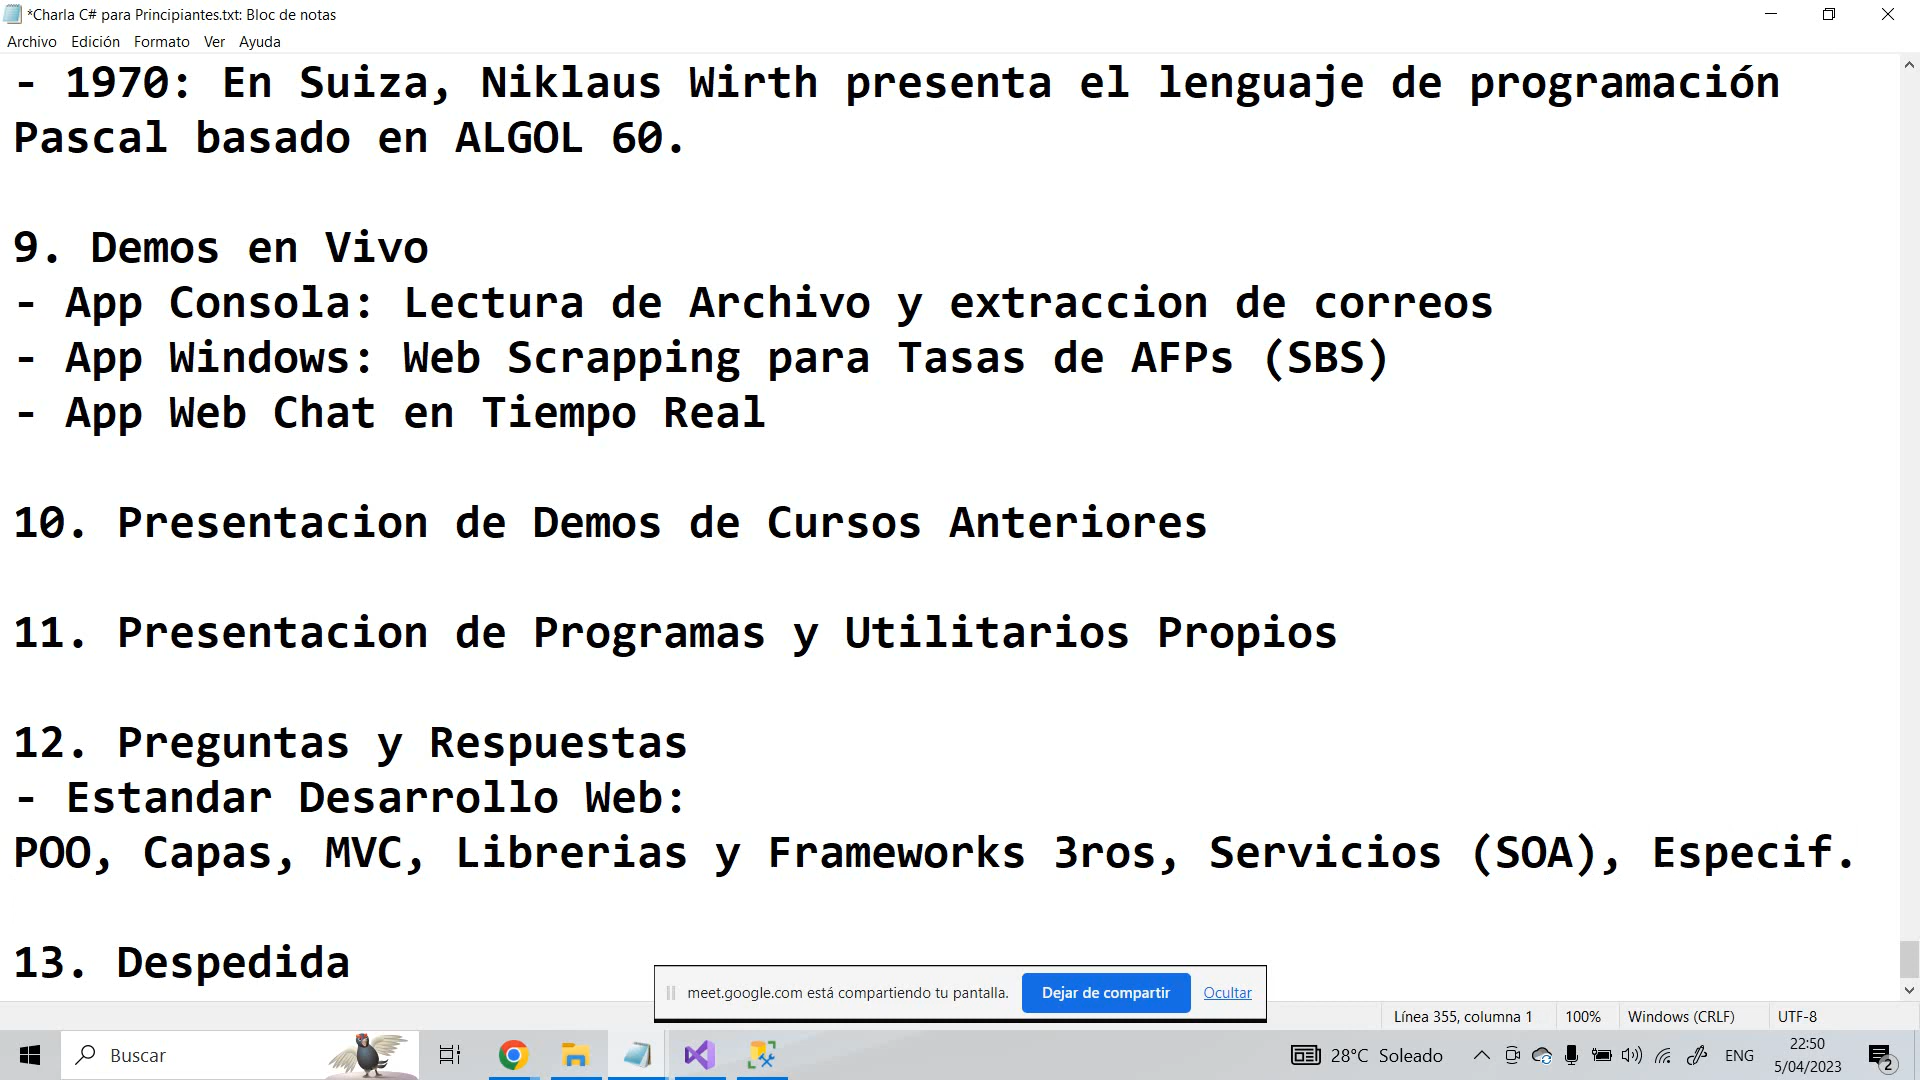 *Charla C# para Principiantes.txt: Bloc de notas
Archivo Edición Formato Ver Ayuda
- 1970: En Suiza, Niklaus Wirth presenta el lenguaje de programación
Pascal basado en ALGOL 60.
9. Demos en Vivo
- App Consola: Lectura de Archivo y extraccion de correos
- App Windows: Web Scrapping para Tasas de AFPs (SBS)
- App Web Chat en Tiempo Real
10. Presentacion de Demos de Cursos Anteriores
11. Presentacion de Programas y Utilitarios Propios
12. Preguntas y Respuestas
- Estandar Desarrollo Web:
POO, Capas, MVC, Librerias y Frameworks 3ros, Servicios (SOA), Especif.
13. Despedida
meet.google.com está compartiendo tu pantalla. Dejar de compartir Ocultar
Línea 355, columna 1 100% Windows (CRLF) UTF-8
Buscar 28°C Soleado ENG 22:50
5/04/2023 2